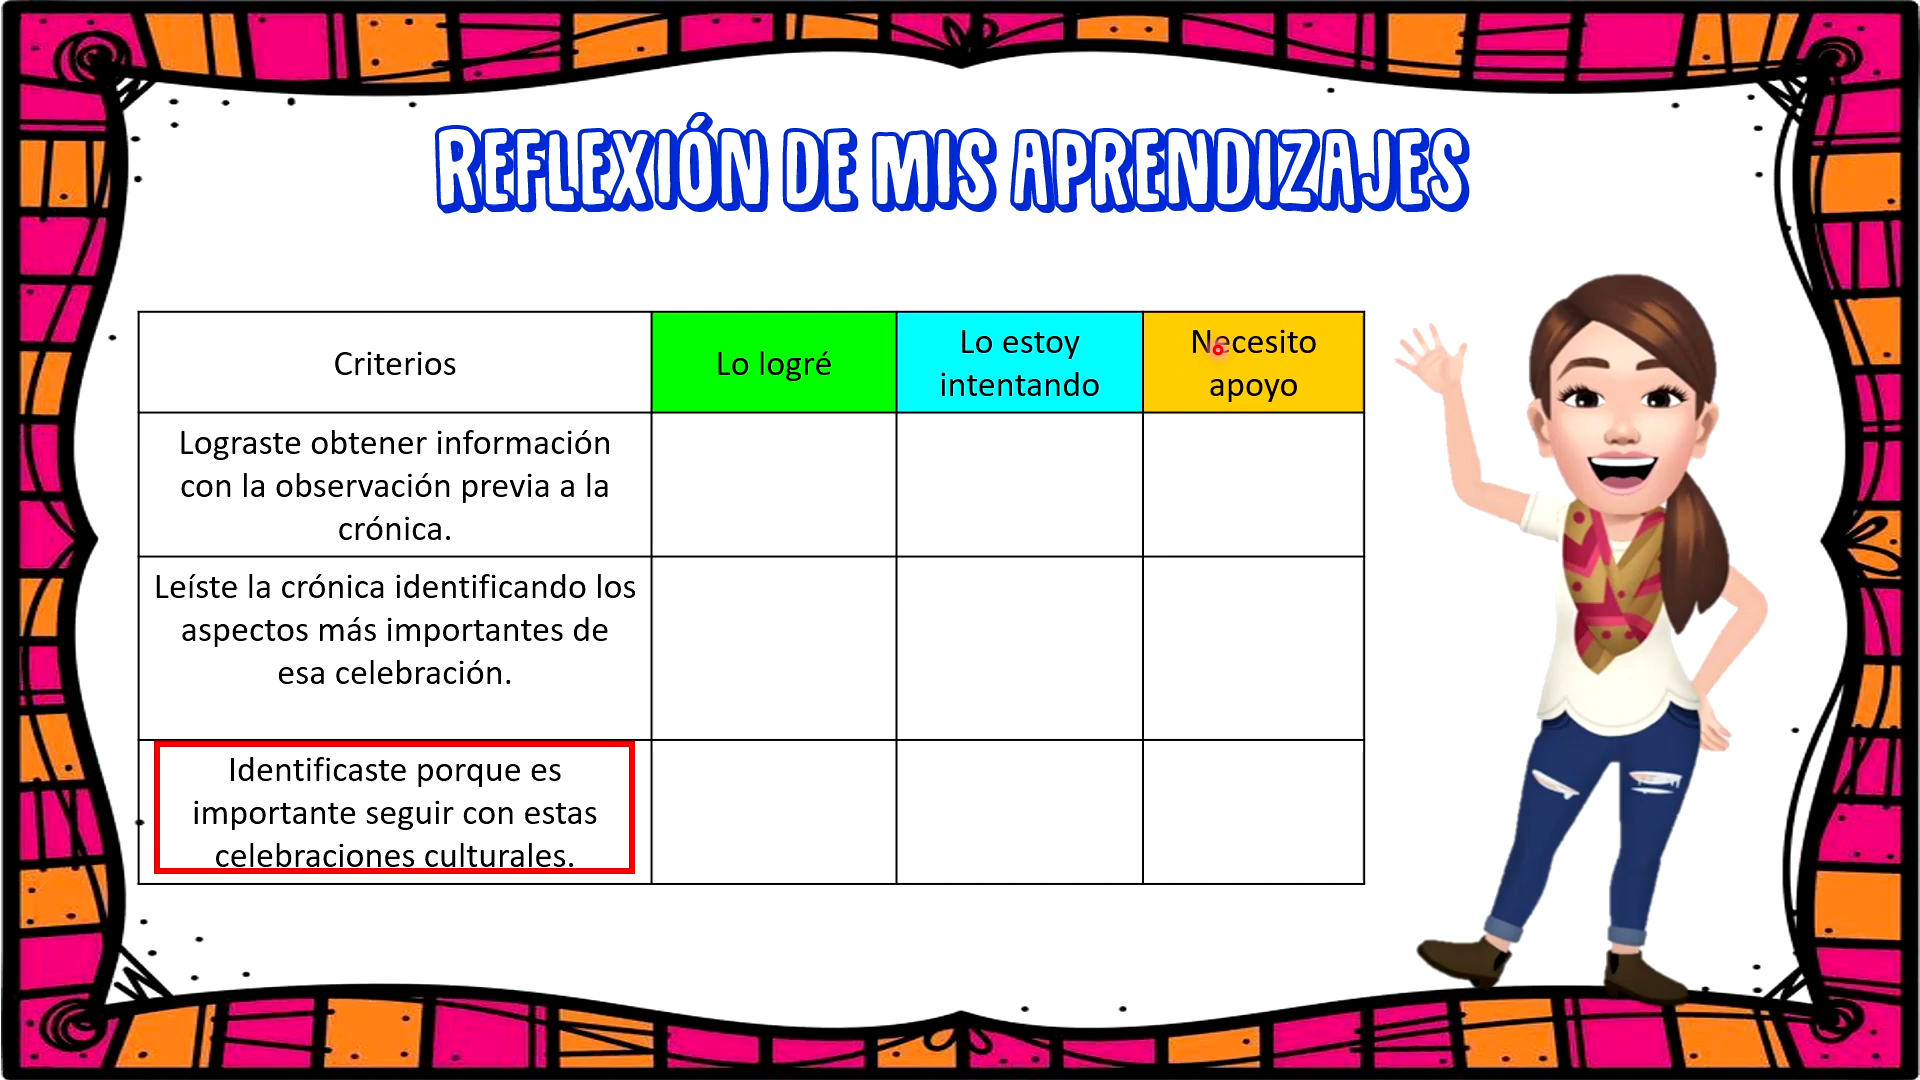 REFLEXIÓN DE MIS APRENDIZAJES
Criterios
Lo logré
Lo estoy
intentando
Necesito
apoyo
Lograste obtener información
con la observación previa a la
crónica.
Leíste la crónica identificando los
aspectos más importantes de
esa celebración.
Identificaste porque es
importante seguir con estas
celebraciones culturales.